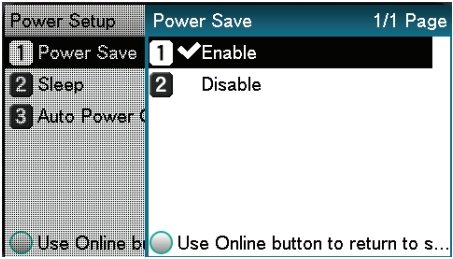 Power Setup
1 Power Save
2 Sleep
3 Auto Power
Use Online
Power Save 1/1 Page
1 Enable
2 Disable
Use Online button to return to s...